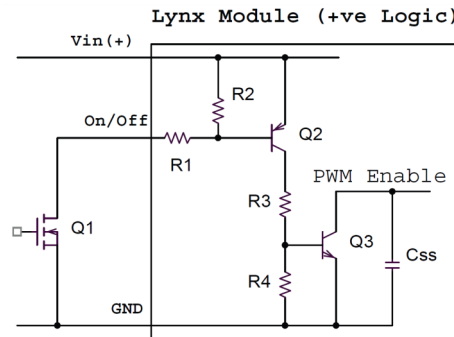 Lynx Module (+ve Logic)
Vin(+)
R2
On/Off
Q2
R1
PWM Enable
R3
Q1
Q3
Css
R4
GND